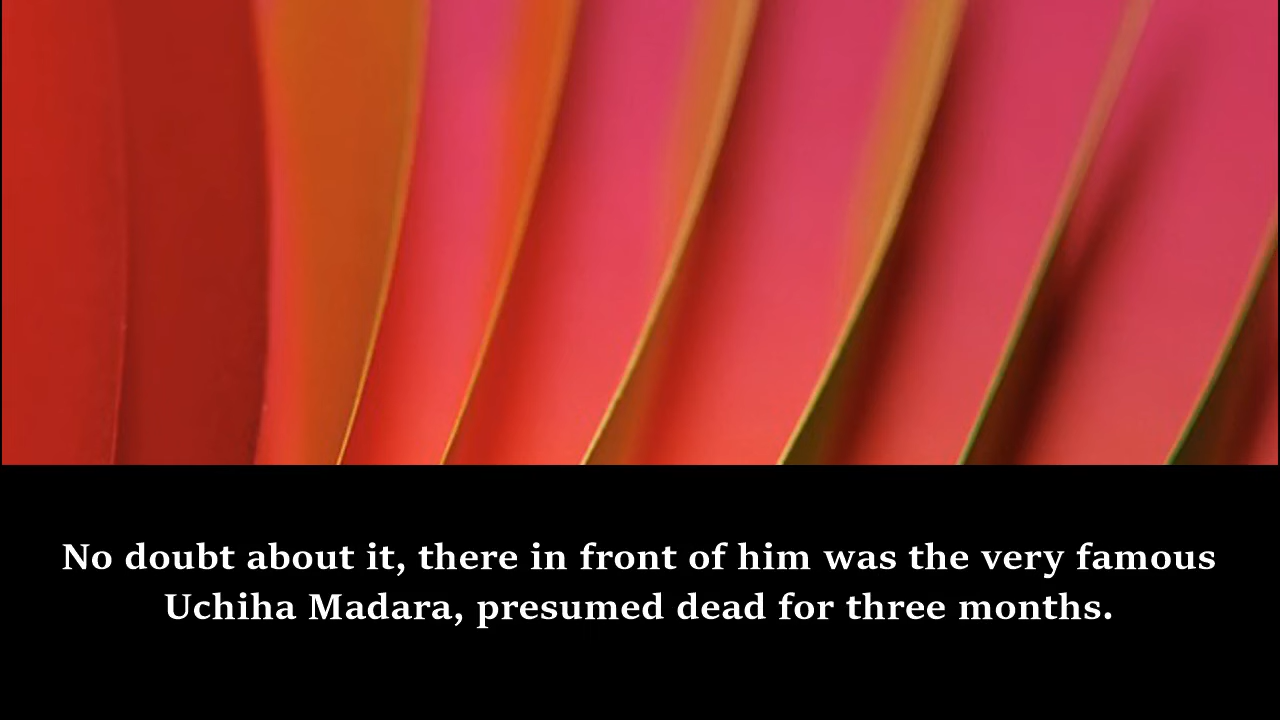 No doubt about it, there in front of him was the very famous
Uchiha Madara, presumed dead for three months.